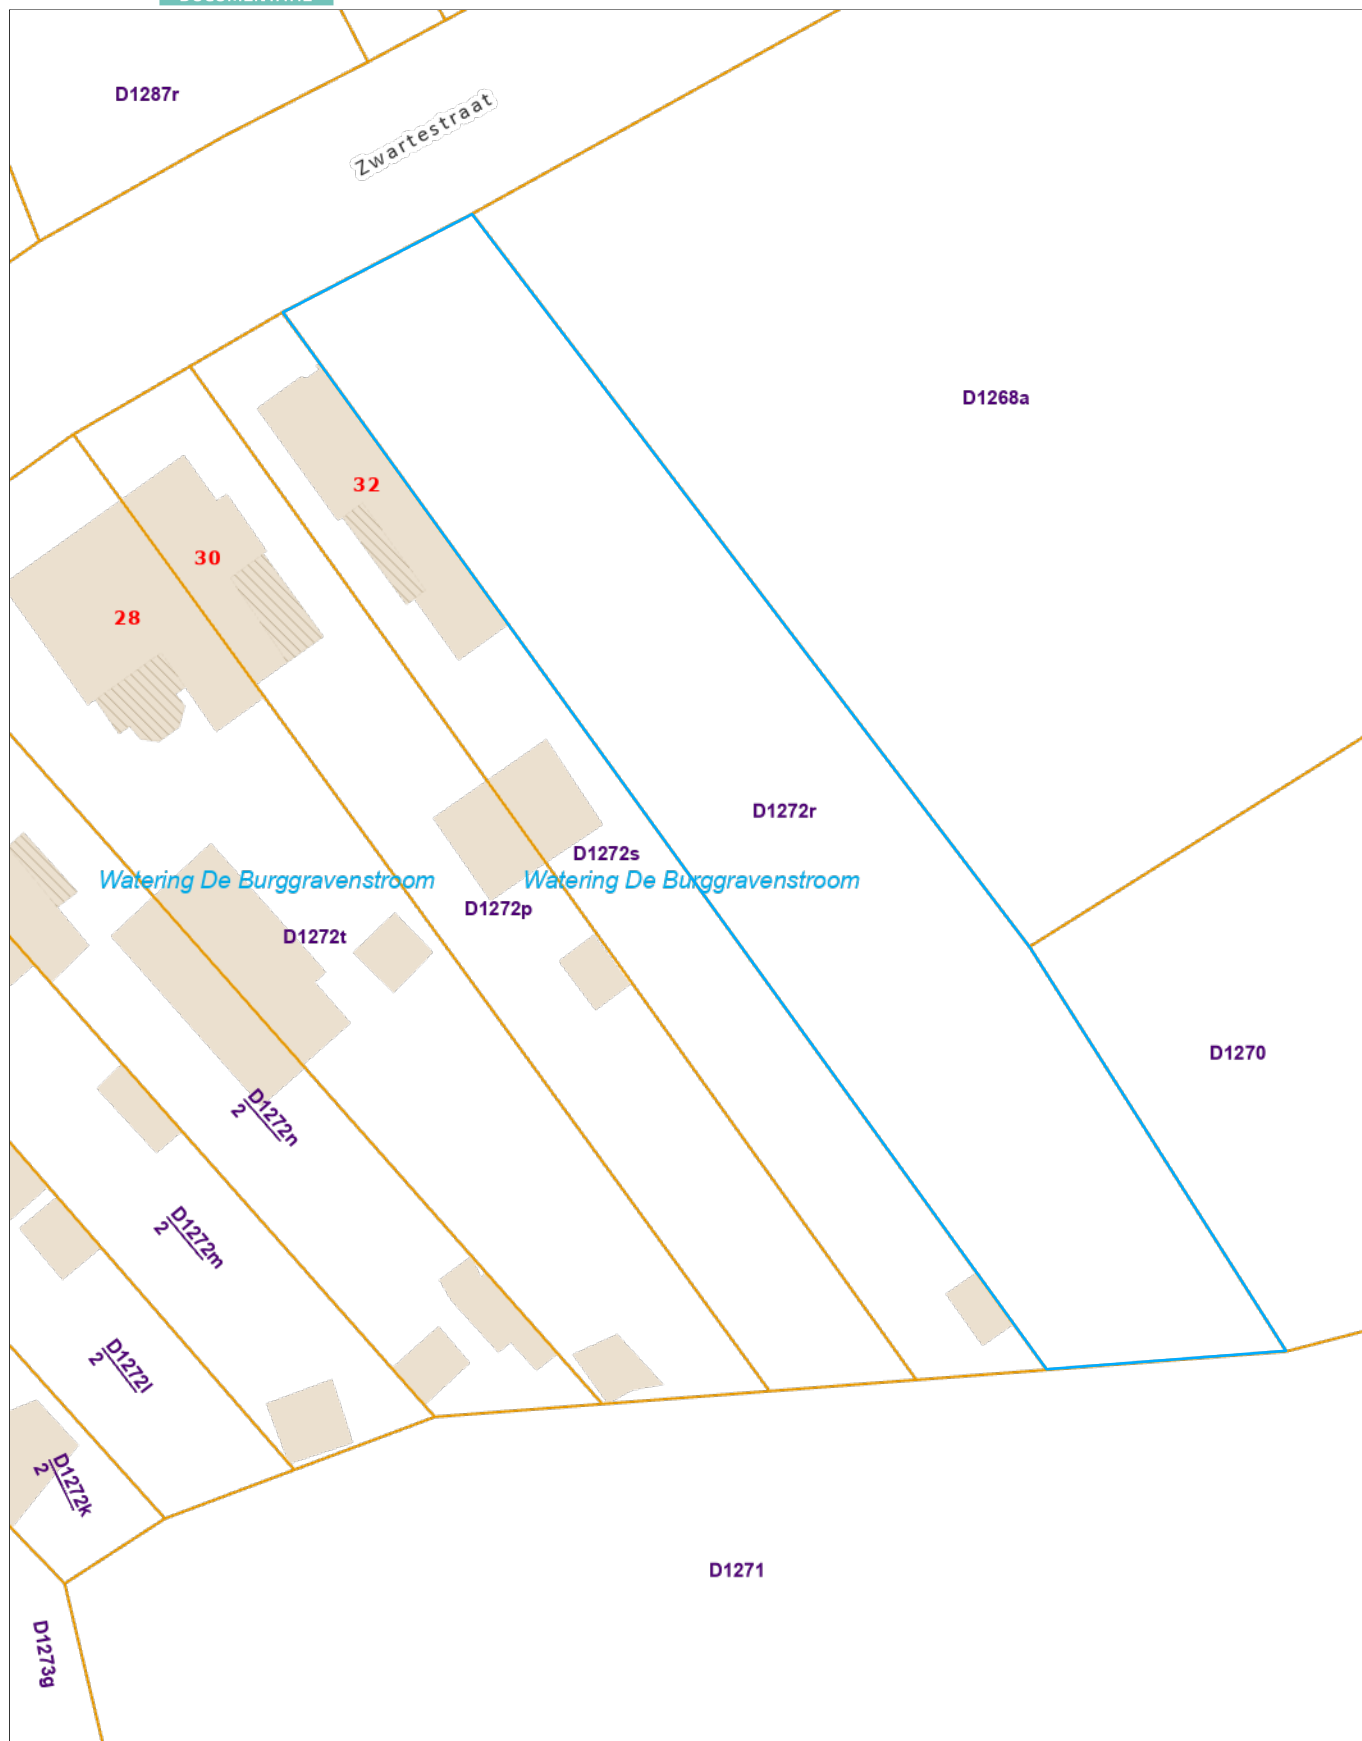 D1287r
Zwartestraat
D1268a
32
30
28
D1272r
D1272s
Watering De Burggravenstroom
Watering De Burggravenstroom
D1272p
D1272t
D1270
D1272n
2
D1272m
2
D1272l
2
D1272k
2
D1271
D1273g